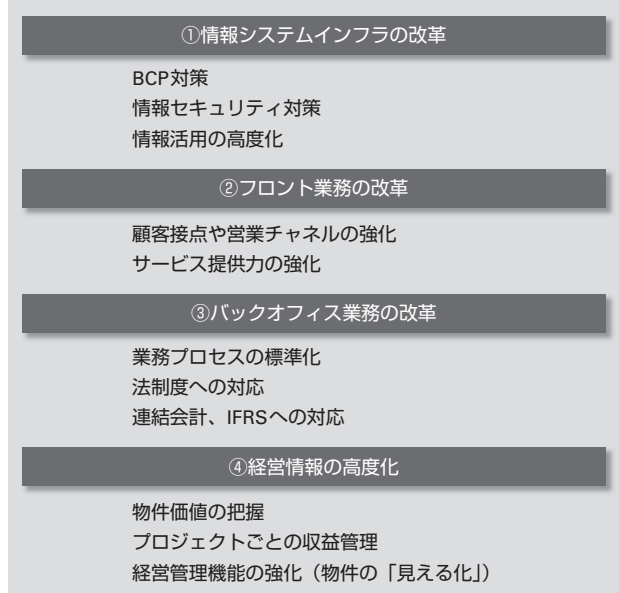 ①情報システムインフラの改革
BCP対策
情報セキュリティ対策
情報活用の高度化
②フロント業務の改革
顧客接点や営業チャネルの強化
サービス提供力の強化
③バックオフィス業務の改革
業務プロセスの標準化
法制度への対応
連結会計、IFRSへの対応
④経営情報の高度化
物件価値の把握
プロジェクトごとの収益管理
経営管理機能の強化（物件の「見える化」）